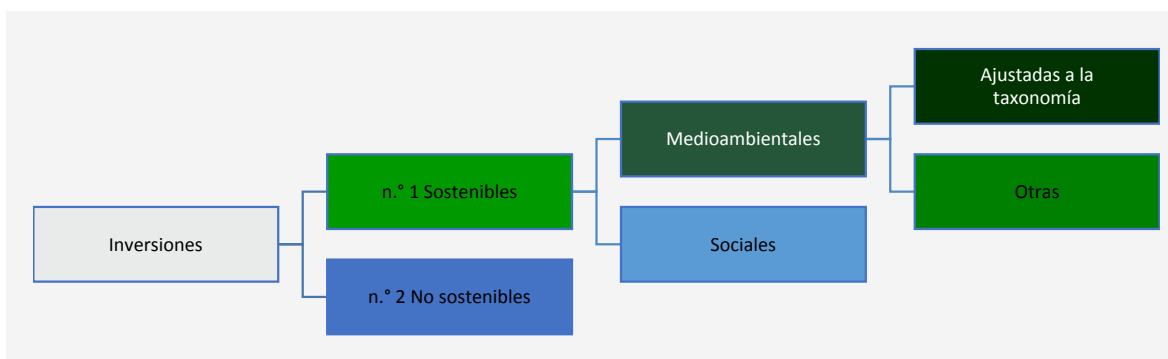 Inversiones
n.° 1 Sostenibles
n.° 2 No sostenibles
Medioambientales
Sociales
Ajustadas a la
taxonomía
Otras